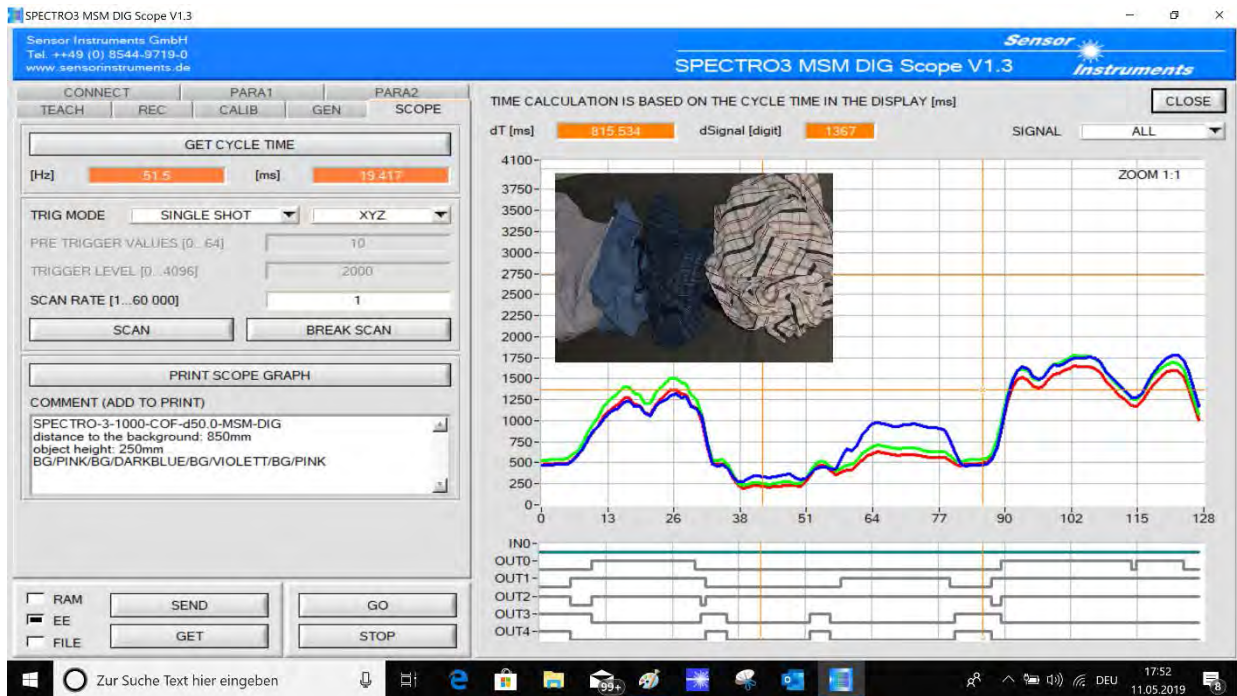 SPECTRO3 MSM DIG Scope V1.3
Sensor Instruments GmbH
Tel. ++49 (0) 8544-9719-0
www.sensorinstruments.de
SPECTRO3 MSM DIG Scope V1.3
Sensor
Instruments
CONNECT PARA1 PARA2
TEACH REC CALIB GEN SCOPE
GET CYCLE TIME
[Hz] 51.5 [ms] 19.417
TRIG MODE SINGLE SHOT XYZ
PRE TRIGGER VALUES [0...64] 10
TRIGGER LEVEL [0...4096] 2000
SCAN RATE [1...60 000] 1
SCAN BREAK SCAN
PRINT SCOPE GRAPH
COMMENT (ADD TO PRINT)
SPECTRO-3-1000-COF-d50.0-MSM-DIG
distance to the background: 850mm
object height: 250mm
BG/PINK/BG/DARKBLUE/BG/VIOLETT/BG/PINK
RAM
EE
FILE
SEND GO
GET STOP
TIME CALCULATION IS BASED ON THE CYCLE TIME IN THE DISPLAY [ms]
CLOSE
dT [ms] 815.534 dSignal [digit] 1367 SIGNAL ALL
ZOOM 1:1
4100
3750
3500
3250
3000
2750
2500
2250
2000
1750
1500
1250
1000
750
500
250
0
0 13 26 38 51 64 77 90 102 115 128
IN0
OUT0
OUT1
OUT2
OUT3
OUT4
Zur Suche Text hier eingeben
99+
DEU
17:52
11.05.2019
8